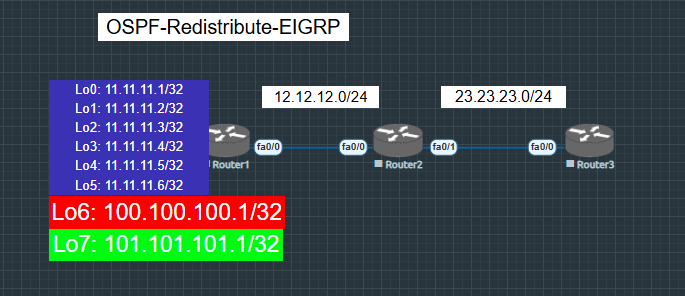 OSPF-Redistribute-EIGRP
Lo0: 11.11.11.1/32
Lo1: 11.11.11.2/32
Lo2: 11.11.11.3/32
Lo3: 11.11.11.4/32
Lo4: 11.11.11.5/32
Lo5: 11.11.11.6/32
Lo6: 100.100.100.1/32
Lo7: 101.101.101.1/32
12.12.12.0/24
23.23.23.0/24
fa0/0
fa0/0
fa0/1
fa0/0
Router1
Router2
Router3